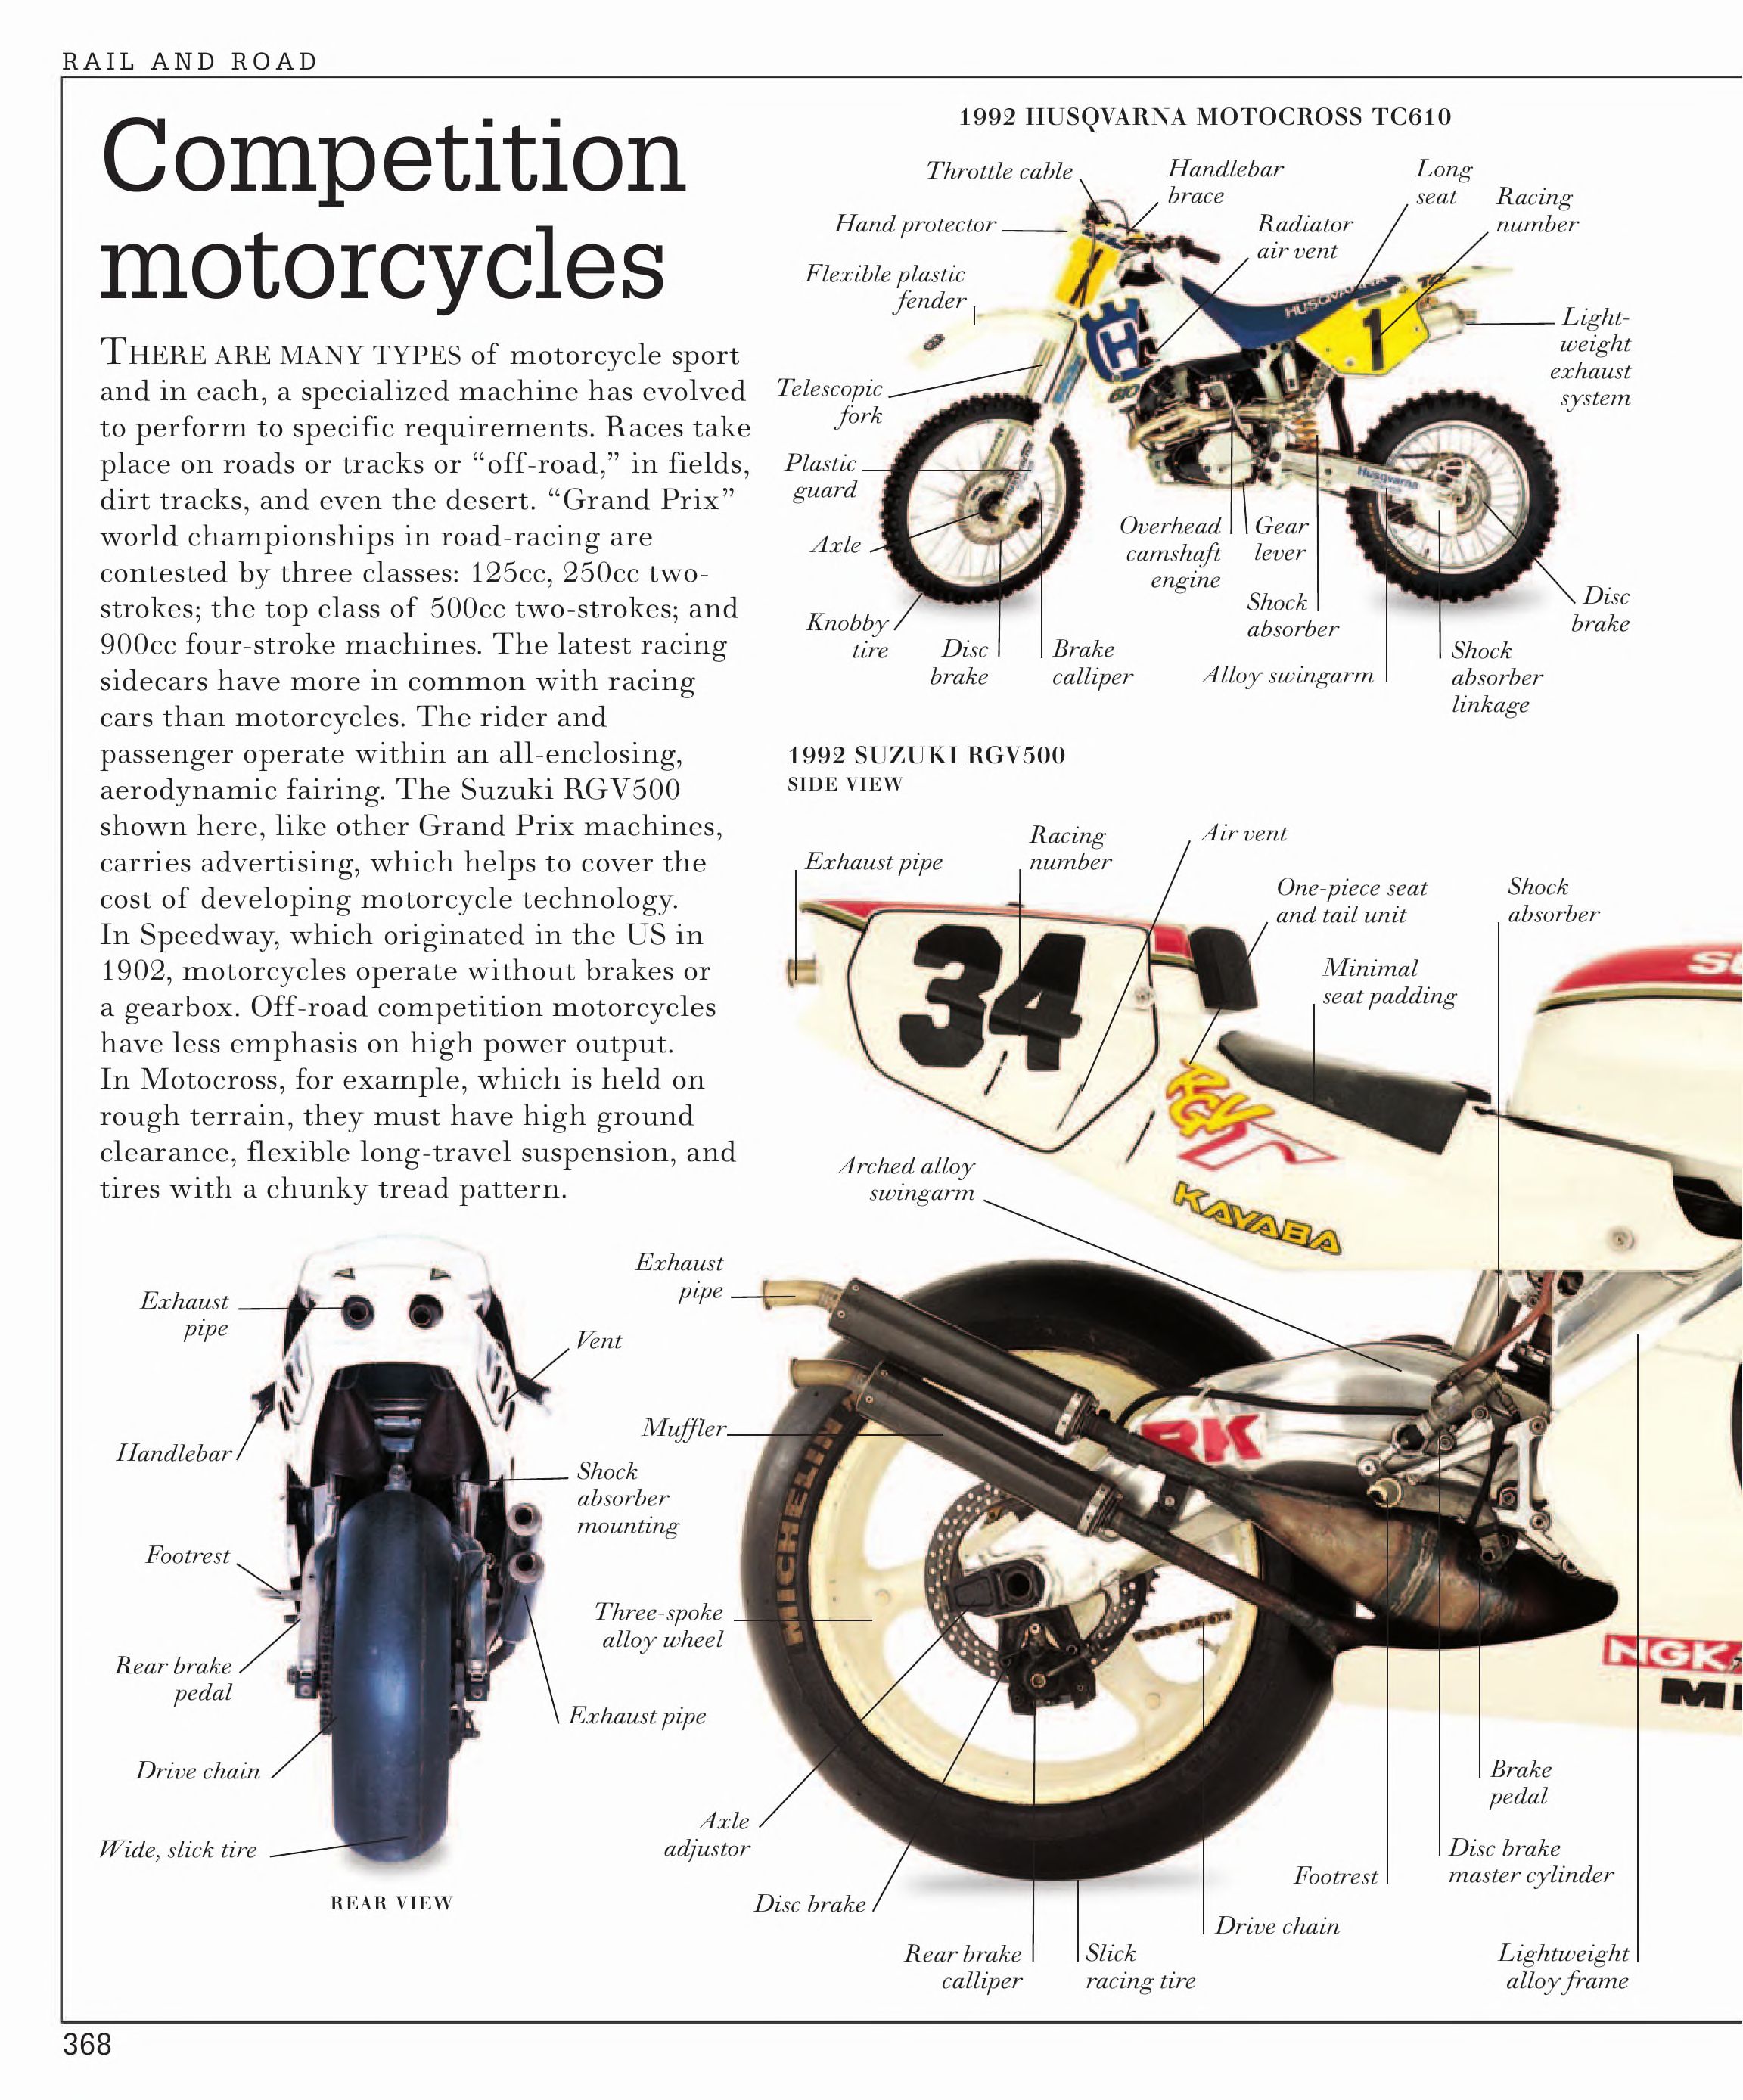 RAIL AND ROAD
Competition
motorcycles
THERE ARE MANY TYPES of motorcycle sport
and in each, a specialized machine has evolved
to perform to specific requirements. Races take
place on roads or tracks or “off-road,” in fields,
dirt tracks, and even the desert. “Grand Prix”
world championships in road-racing are
contested by three classes: 125cc, 250cc two-
strokes; the top class of 500cc two-strokes; and
900cc four-stroke machines. The latest racing
sidecars have more in common with racing
cars than motorcycles. The rider and
passenger operate within an all-enclosing,
aerodynamic fairing. The Suzuki RGV500
shown here, like other Grand Prix machines,
carries advertising, which helps to cover the
cost of developing motorcycle technology.
In Speedway, which originated in the US in
1902, motorcycles operate without brakes or
a gearbox. Off-road competition motorcycles
have less emphasis on high power output.
In Motocross, for example, which is held on
rough terrain, they must have high ground
clearance, flexible long-travel suspension, and
tires with a chunky tread pattern.
1992 HUSQVARNA MOTOCROSS TC610
Throttle cable
Handlebar
brace
Long
seat
Racing
number
Hand protector
Radiator
air vent
Flexible plastic
fender
Light-
weight
exhaust
system
Telescopic
fork
Plastic
guard
Axle
Overhead
camshaft
engine
Gear
lever
Shock
absorber
Disc
brake
Knobby
tire
Disc
brake
Brake
calliper
Alloy swingarm
Shock
absorber
linkage
HUSQVARNA
TC
1
H
610
Husqvarna
1992 SUZUKI RGV500
SIDE VIEW
Exhaust pipe
Racing
number
Air vent
One-piece seat
and tail unit
Shock
absorber
Minimal
seat padding
Arched alloy
swingarm
34
SU
RGV
KAYABA
Exhaust
pipe
Muffler
Three-spoke
alloy wheel
Axle
adjustor
Disc brake
Rear brake
calliper
Slick
racing tire
Drive chain
Footrest
Disc brake
master cylinder
Brake
pedal
Lightweight
alloy frame
MICHELIN
RK
NGK
MI
Exhaust
pipe
Vent
Handlebar
Shock
absorber
mounting
Footrest
Rear brake
pedal
Exhaust pipe
Drive chain
Wide, slick tire
REAR VIEW
368